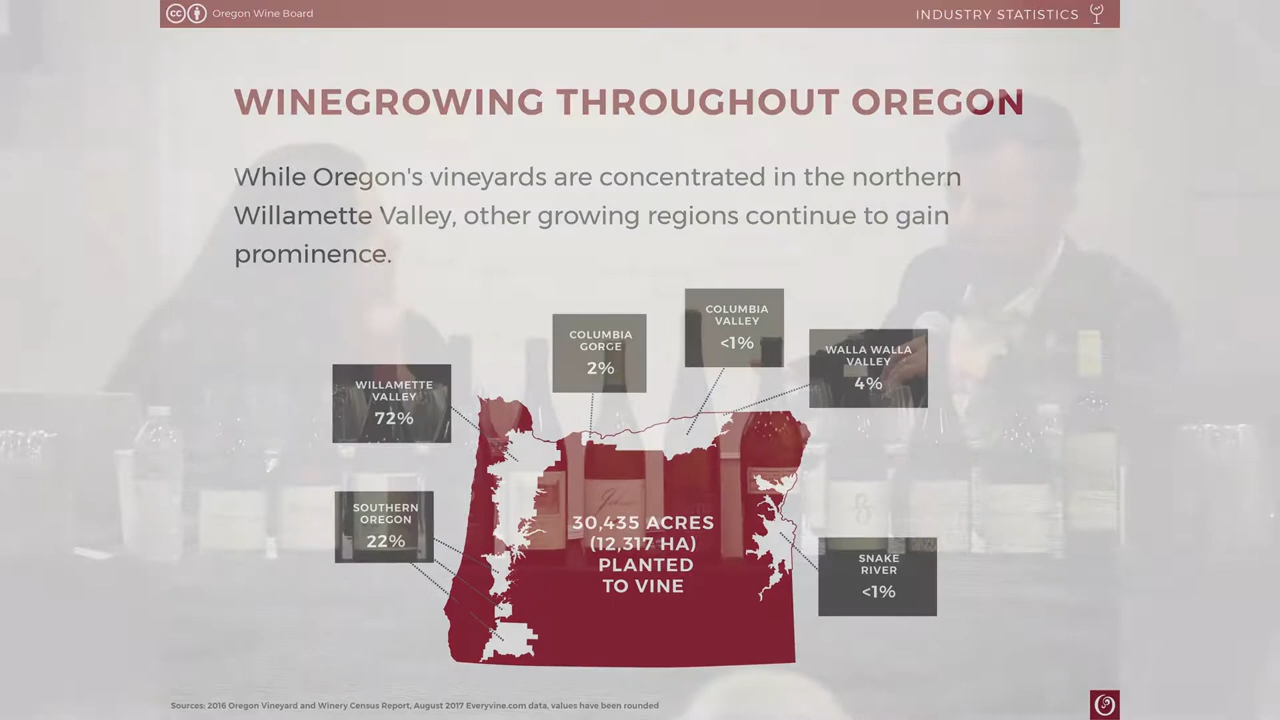 Oregon Wine Board
INDUSTRY STATISTICS
WINEGROWING THROUGHOUT OREGON
While Oregon's vineyards are concentrated in the northern
Willamette Valley, other growing regions continue to gain
prominence.
COLUMBIA
VALLEY
<1%
COLUMBIA
GORGE
2%
WALLA WALLA
VALLEY
4%
WILLAMETTE
VALLEY
72%
SOUTHERN
OREGON
22%
30,435 ACRES
(12,317 HA)
PLANTED
TO VINE
SNAKE
RIVER
<1%
Sources: 2016 Oregon Vineyard and Winery Census Report, August 2017 Everyvine.com data, values have been rounded